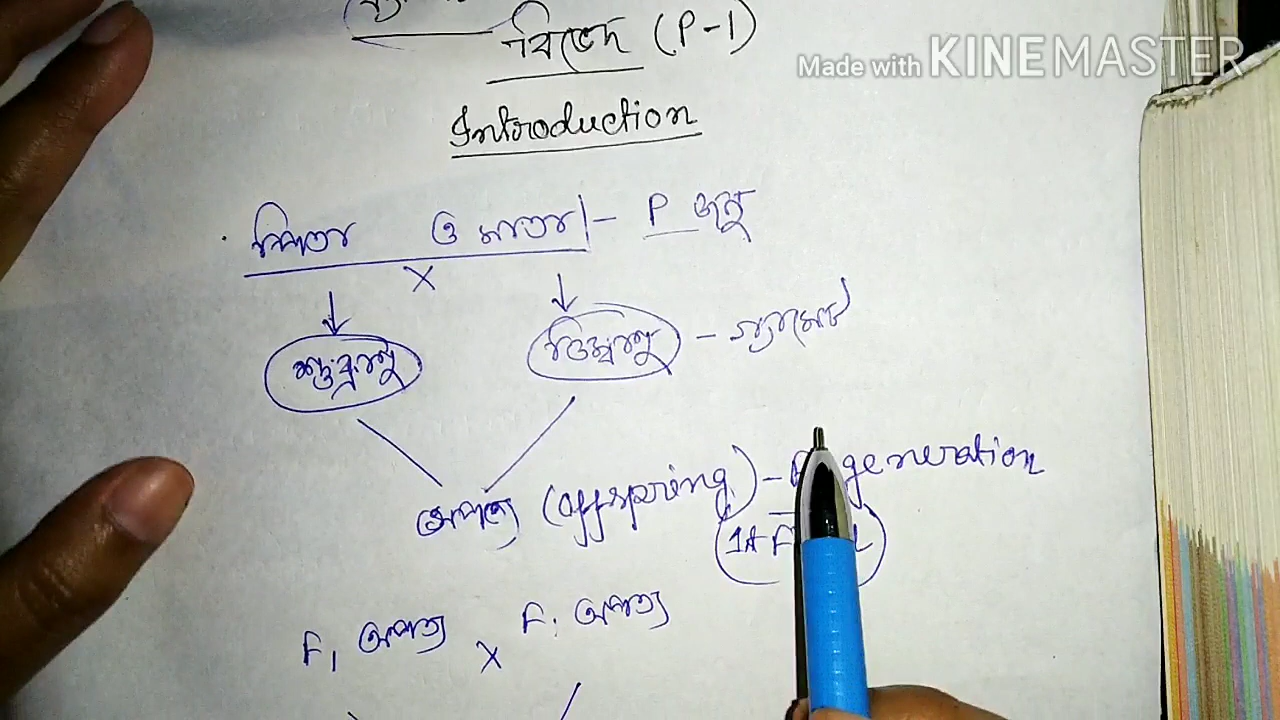 বিভেদ (P-1)
Made with KINEMASTER
Introduction
পিতা ও মাতা - P জনু
X
শুক্রাণু ডিম্বাণু - গ্যামেট
অপত্য (offspring) - generation
F₁ অপত্য X F₁ অপত্য